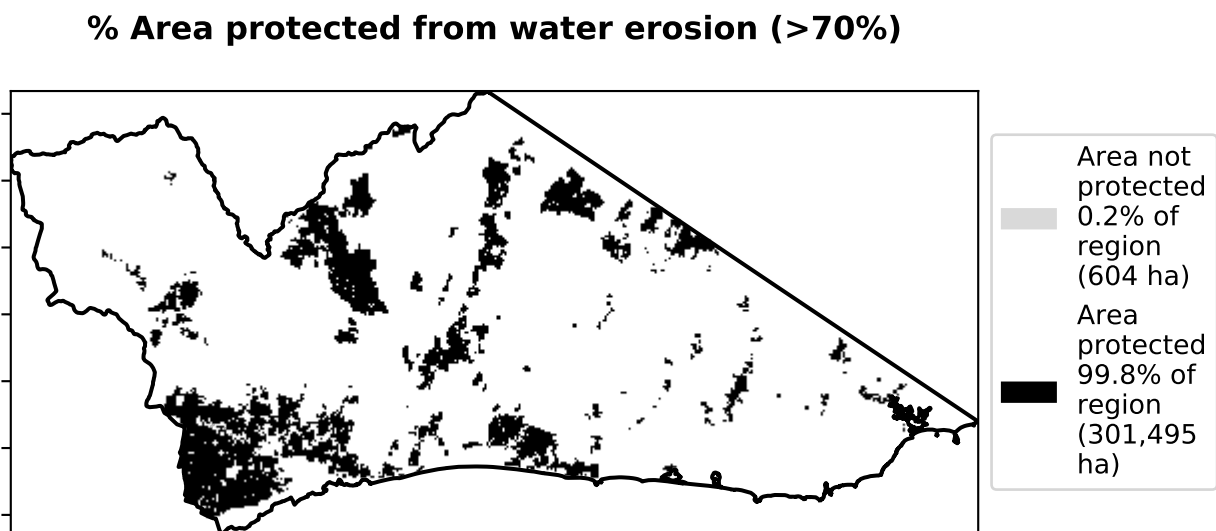 % Area protected from water erosion (>70%)
Area not
protected
0.2% of
region
(604 ha)
Area
protected
99.8% of
region
(301,495
ha)